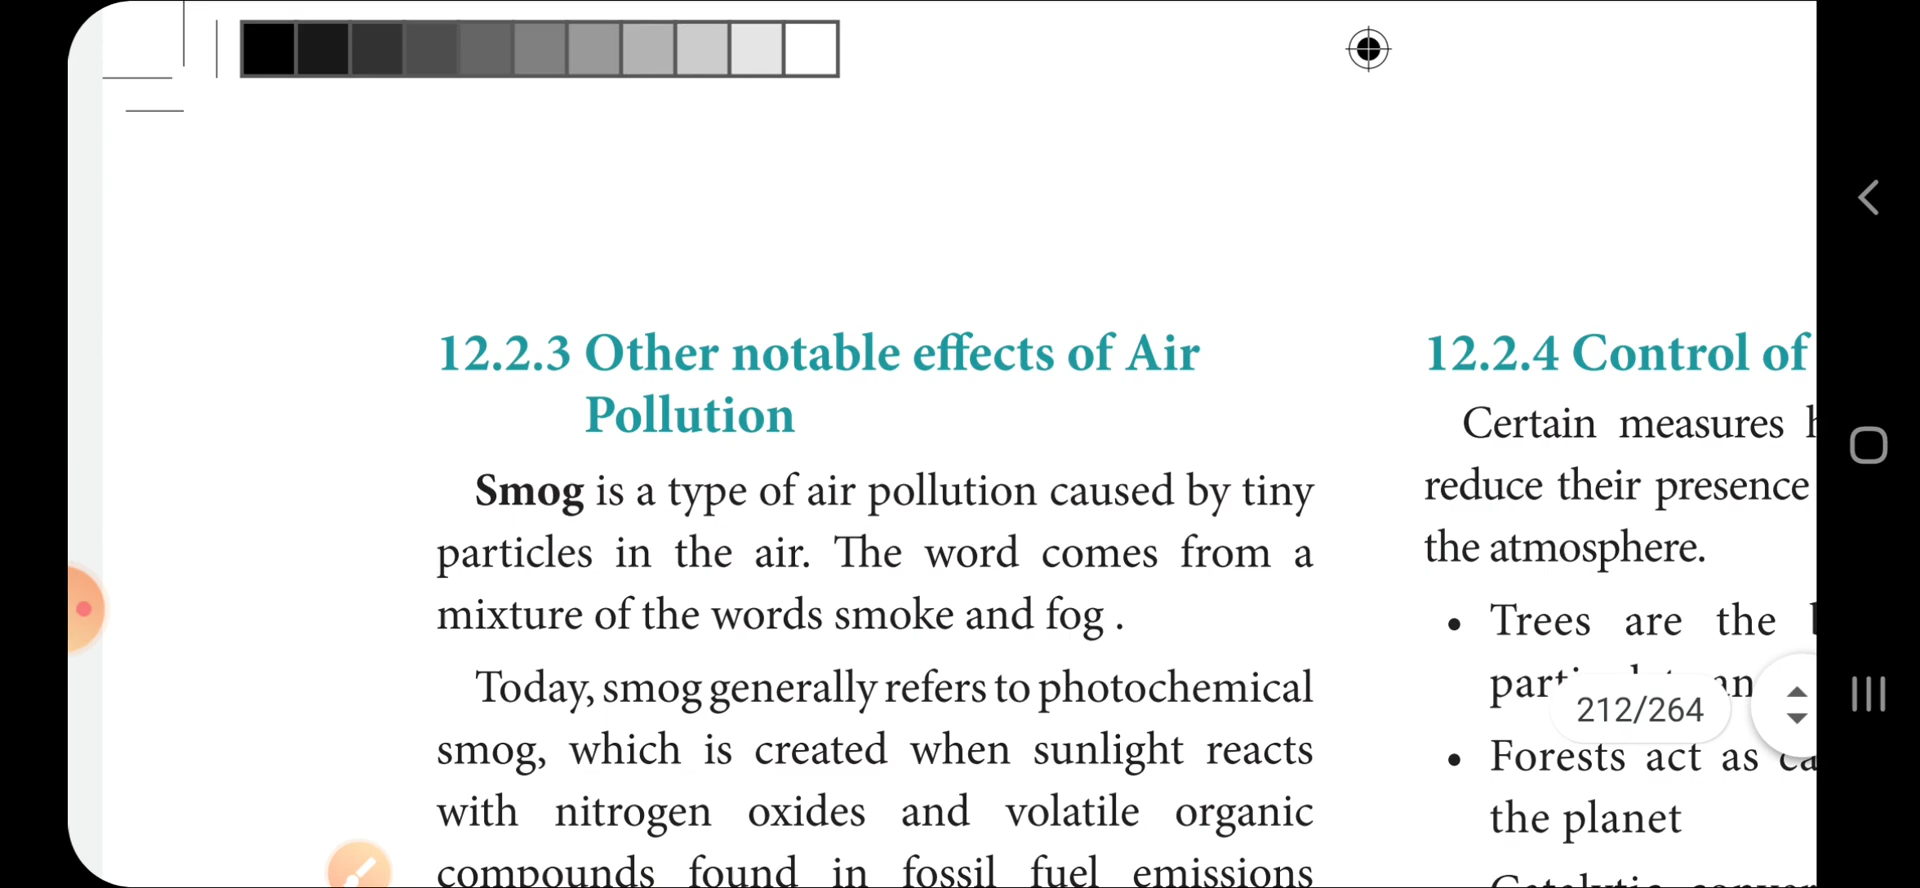 12.2.3 Other notable effects of Air
Pollution
Smog is a type of air pollution caused by tiny
particles in the air. The word comes from a
mixture of the words smoke and fog .
Today, smog generally refers to photochemical
smog, which is created when sunlight reacts
with nitrogen oxides and volatile organic
compounds found in fossil fuel emissions
12.2.4 Control of
Certain measures
reduce their presence
the atmosphere.
• Trees are the
212/264
• Forests act as
the planet